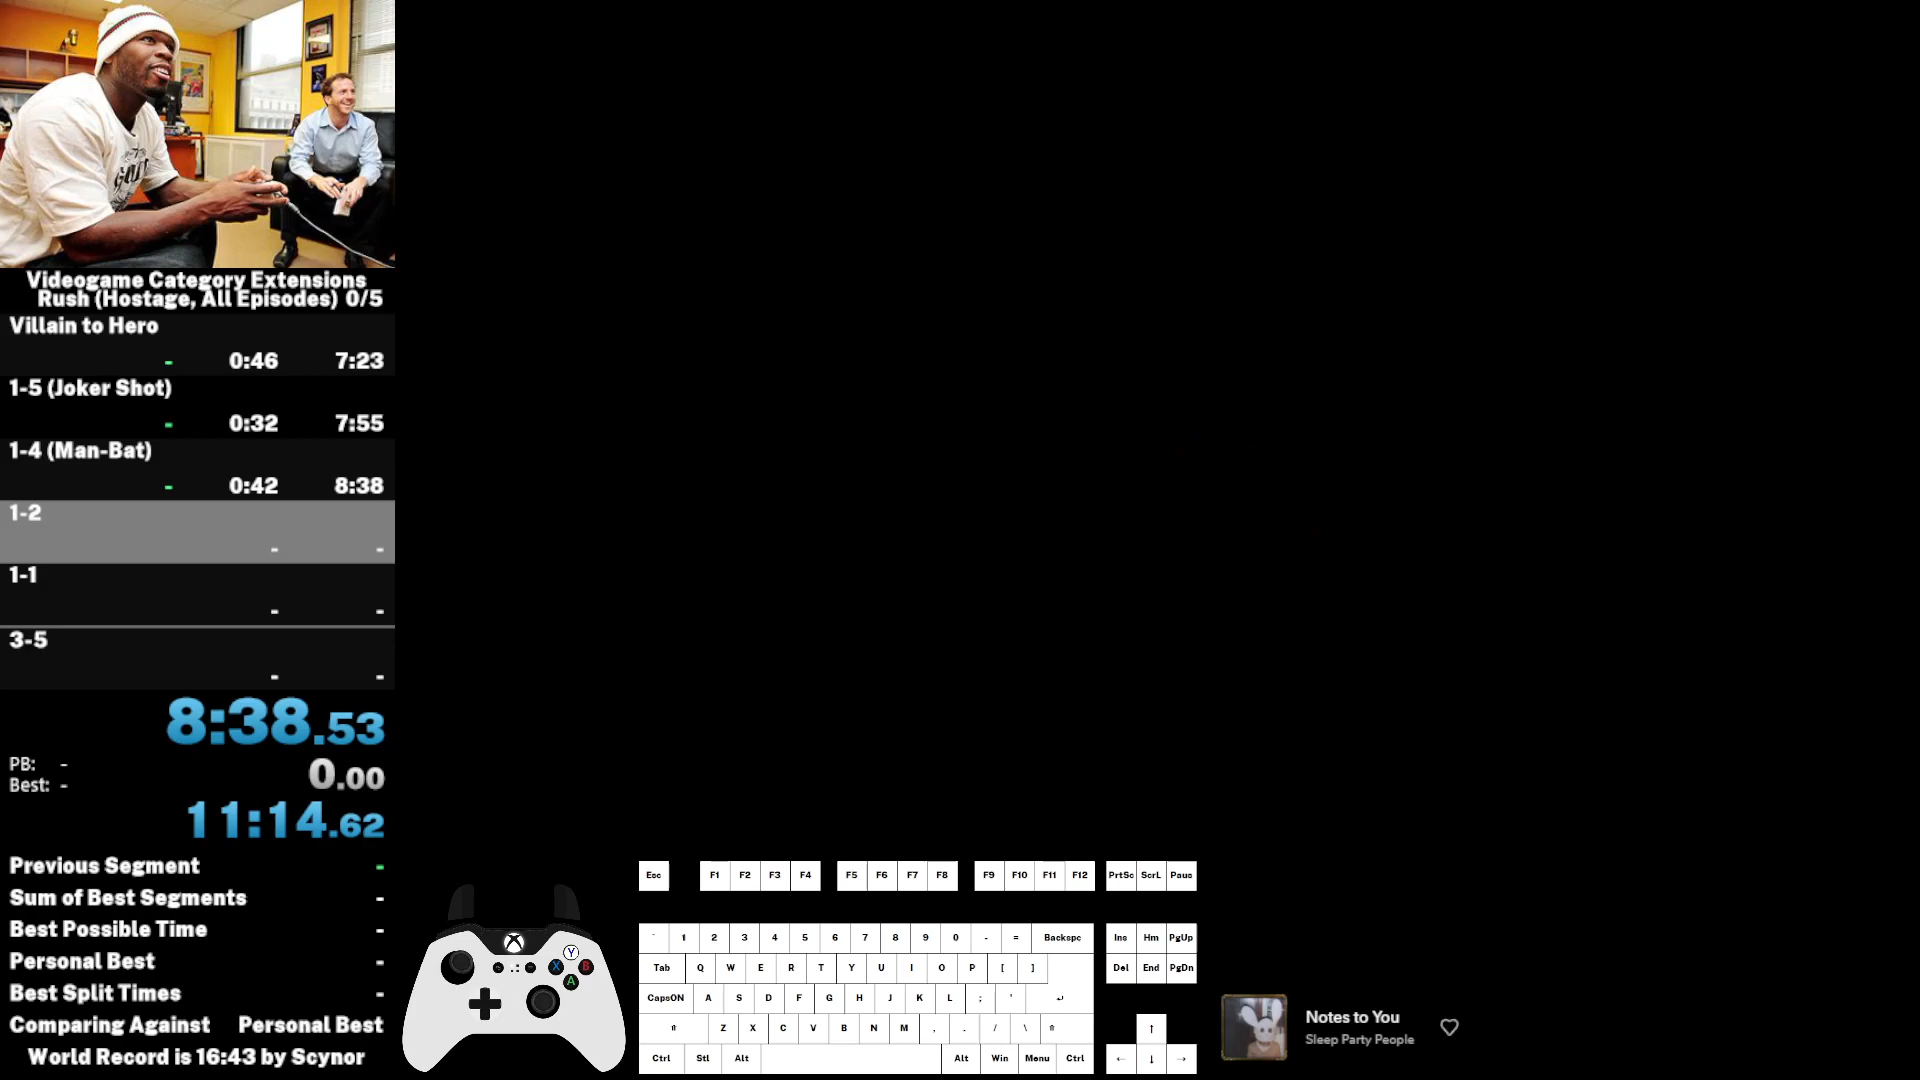 Videogame Category Extensions
Rush (Hostage, All Episodes) 0/5
Villain to Hero
- 0:46 7:23
1-5 (Joker Shot)
- 0:32 7:55
1-4 (Man-Bat)
- 0:42 8:38
1-2
- -
1-1
- -
3-5
- -
8:38.53
PB: -
0.00
Best: -
11:14.62
Previous Segment -
Sum of Best Segments -
Best Possible Time -
Personal Best -
Best Split Times -
Comparing Against Personal Best
World Record is 16:43 by Scynor
Y
X B
A
Esc F1 F2 F3 F4 F5 F6 F7 F8 F9 F10 F11 F12 PrtSc ScrL Paus
` 1 2 3 4 5 6 7 8 9 0 - = Backspc Ins Hm PgUp
Tab Q W E R T Y U I O P [ ] Del End PgDn
CapsON A S D F G H J K L ; ' ↵
⇧ Z X C V B N M , . / \ ⇧ ↑
Ctrl Stl Alt Alt Win Menu Ctrl ← ↓ →
Notes to You
Sleep Party People